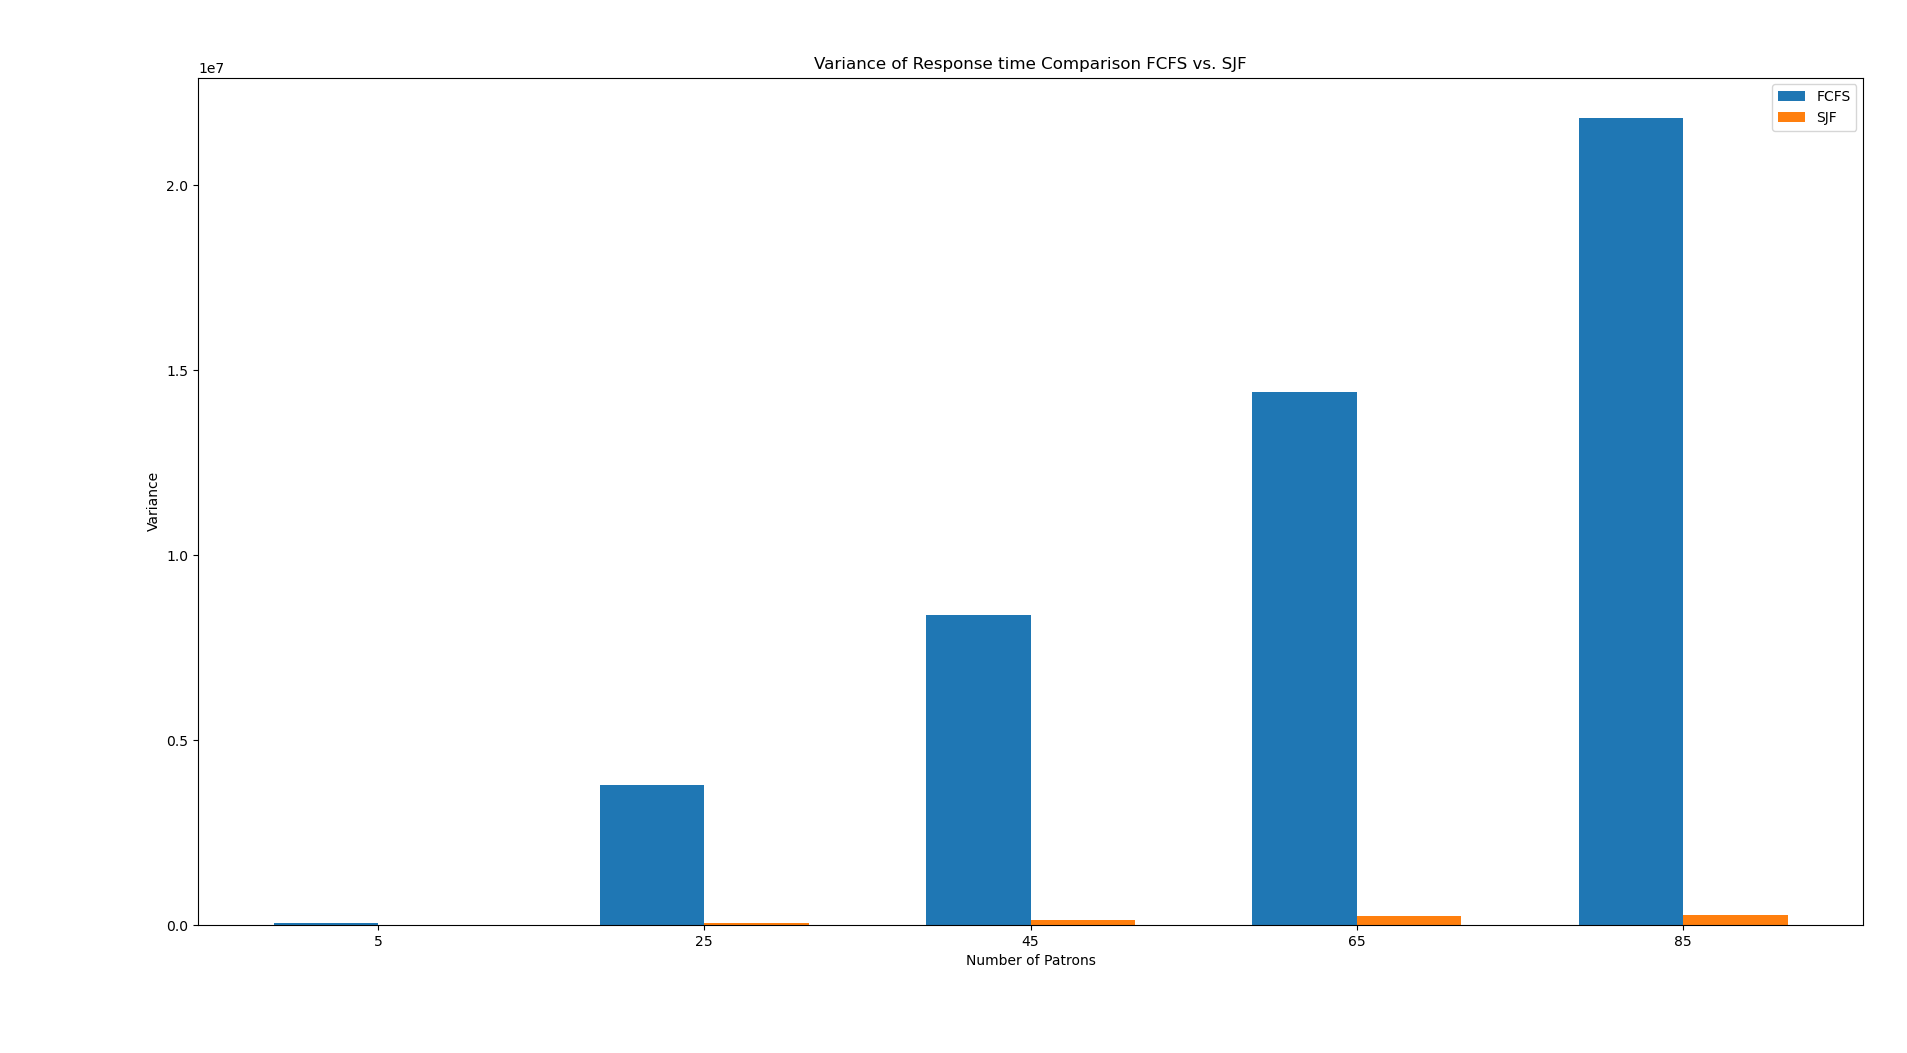 Variance of Response time Comparison FCFS vs. SJF
1e7
FCFS
SJF
2.0
1.5
1.0
0.5
0.0
Variance
5 25 45 65 85
Number of Patrons